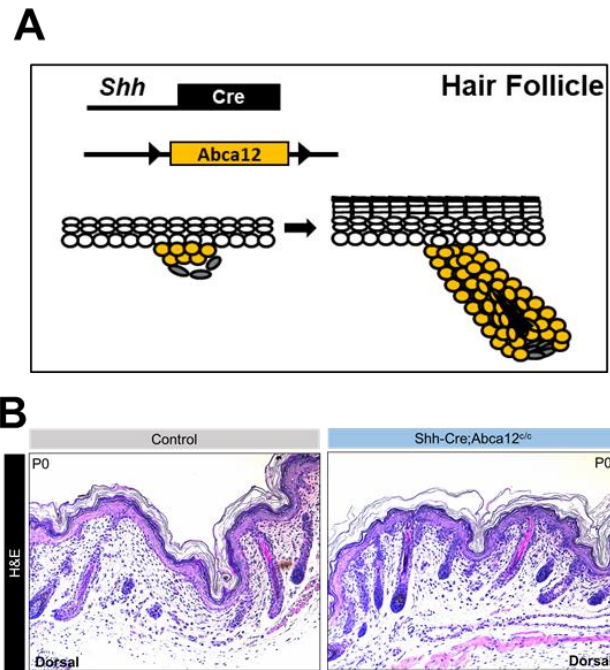 A
Shh
Cre
Hair Follicle
Abca12
B
Control
Shh-Cre;Abca12c/c
H&E
P0
P0
Dorsal
Dorsal